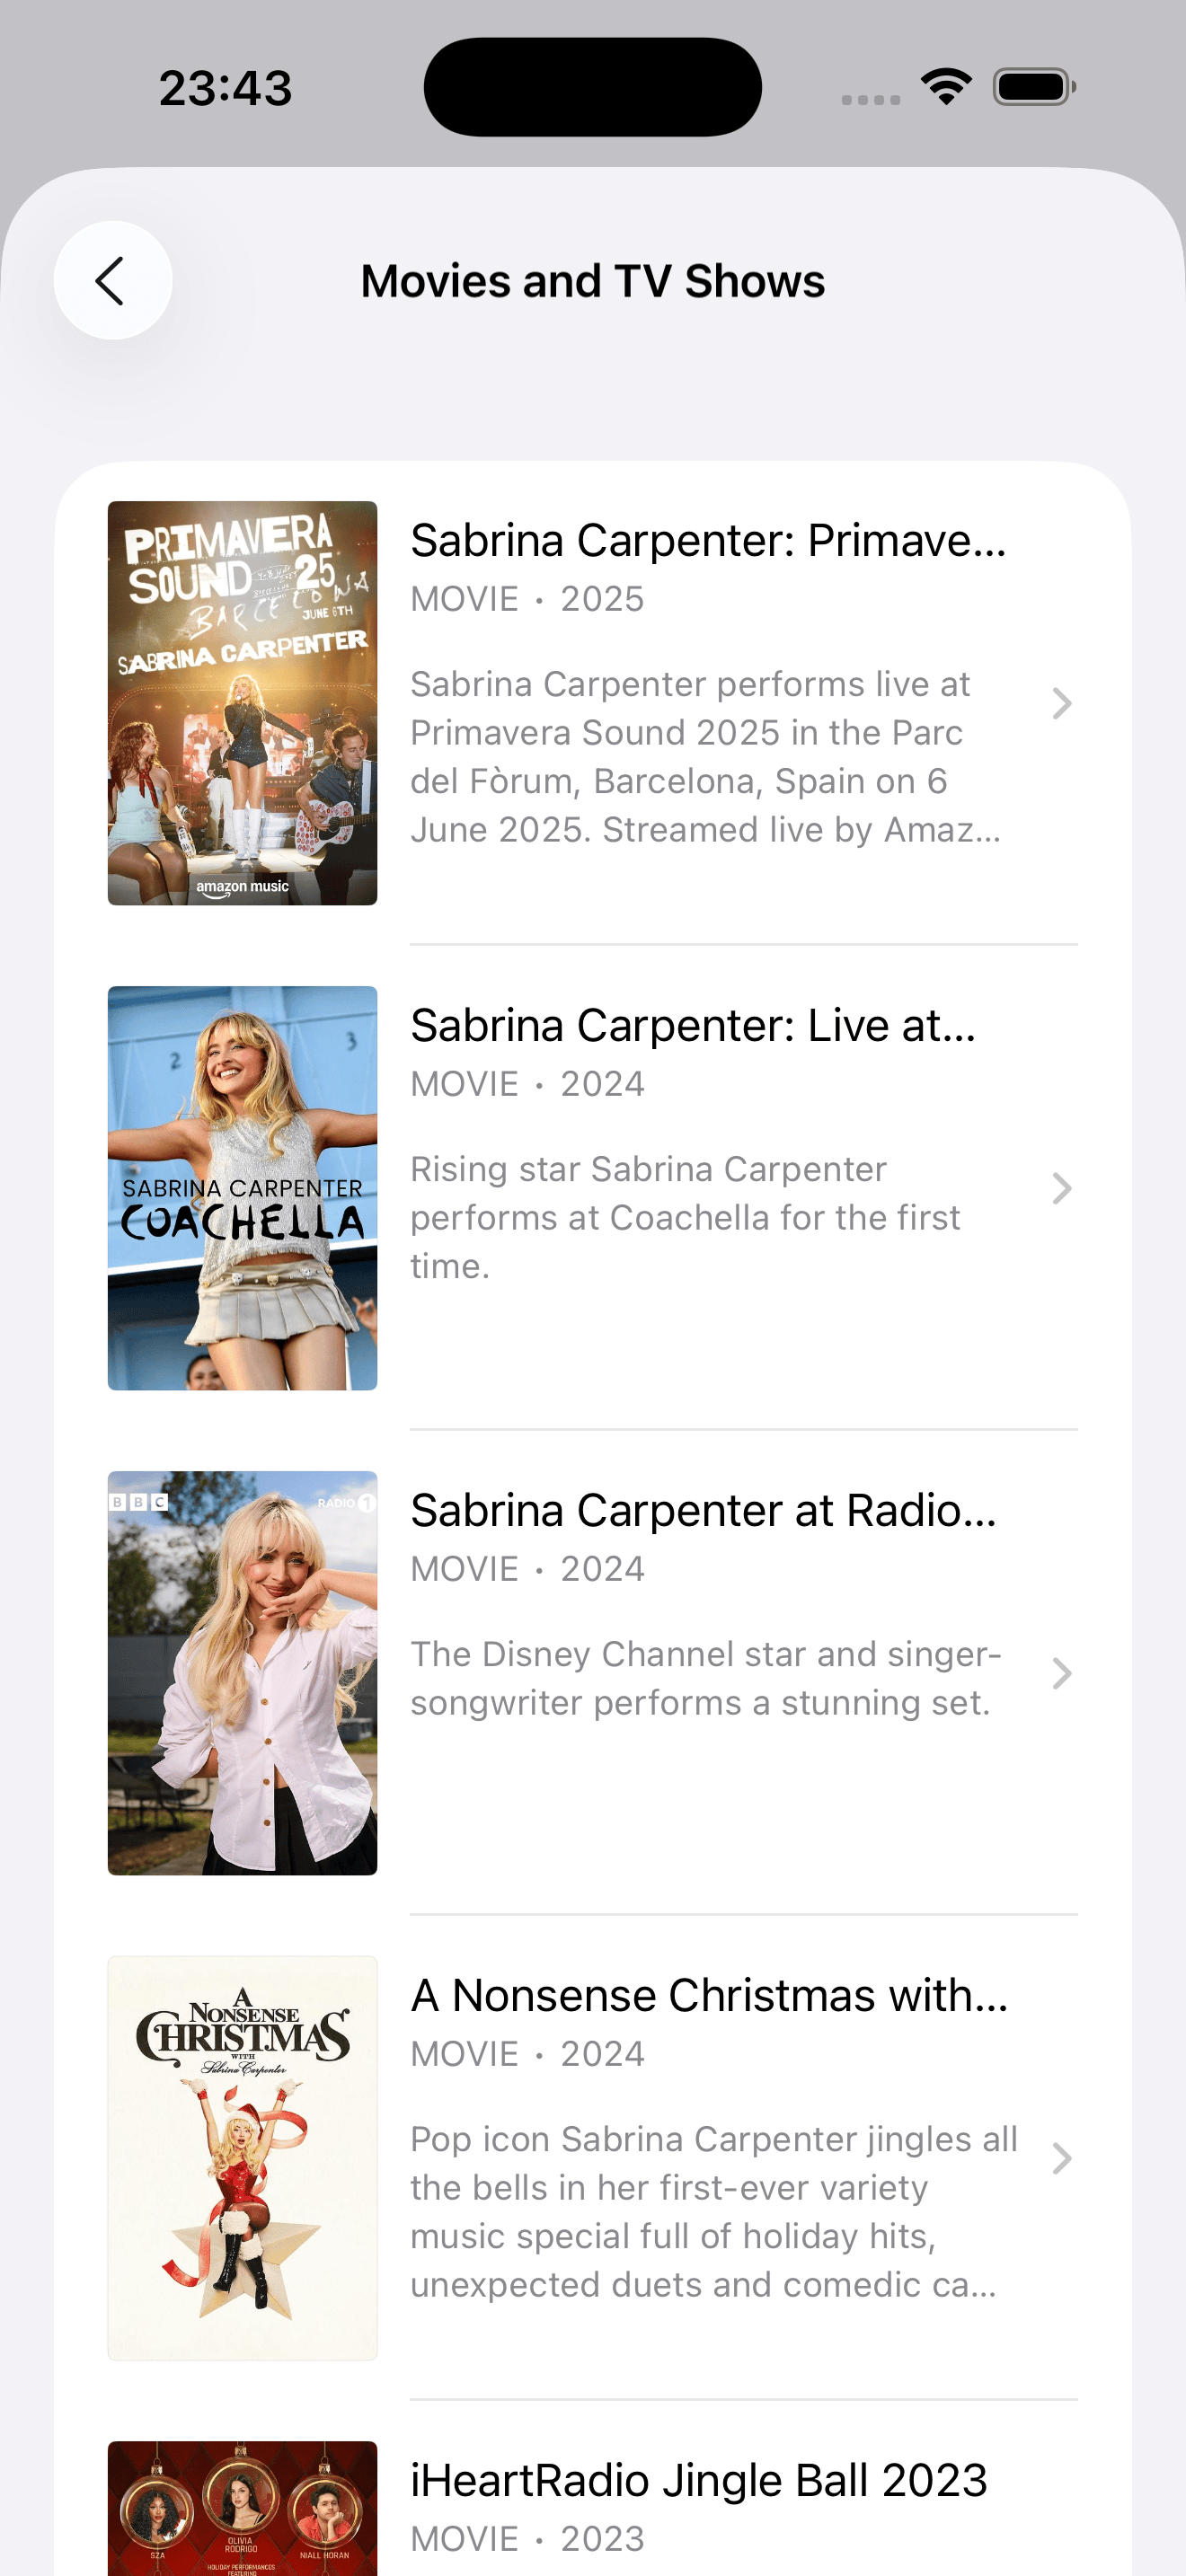 23:43
Movies and TV Shows
PRIMAVERA
SOUND 25
BARCELONA
JUNE 6TH
SABRINA CARPENTER
amazon music
Sabrina Carpenter: Primave...
MOVIE • 2025
Sabrina Carpenter performs live at
Primavera Sound 2025 in the Parc
del Fòrum, Barcelona, Spain on 6
June 2025. Streamed live by Amaz...
2
3
SABRINA CARPENTER
COACHELLA
Sabrina Carpenter: Live at...
MOVIE • 2024
Rising star Sabrina Carpenter
performs at Coachella for the first
time.
BBC
RADIO 1
Sabrina Carpenter at Radio...
MOVIE • 2024
The Disney Channel star and singer-
songwriter performs a stunning set.
A
NONSENSE
CHRISTMAS
WITH
Sabrina Carpenter
A Nonsense Christmas with...
MOVIE • 2024
Pop icon Sabrina Carpenter jingles all
the bells in her first-ever variety
music special full of holiday hits,
unexpected duets and comedic ca...
SZA
OLIVIA
RODRIGO
NIALL HORAN
HOLIDAY PERFORMANCES
FEATURING
iHeartRadio Jingle Ball 2023
MOVIE • 2023